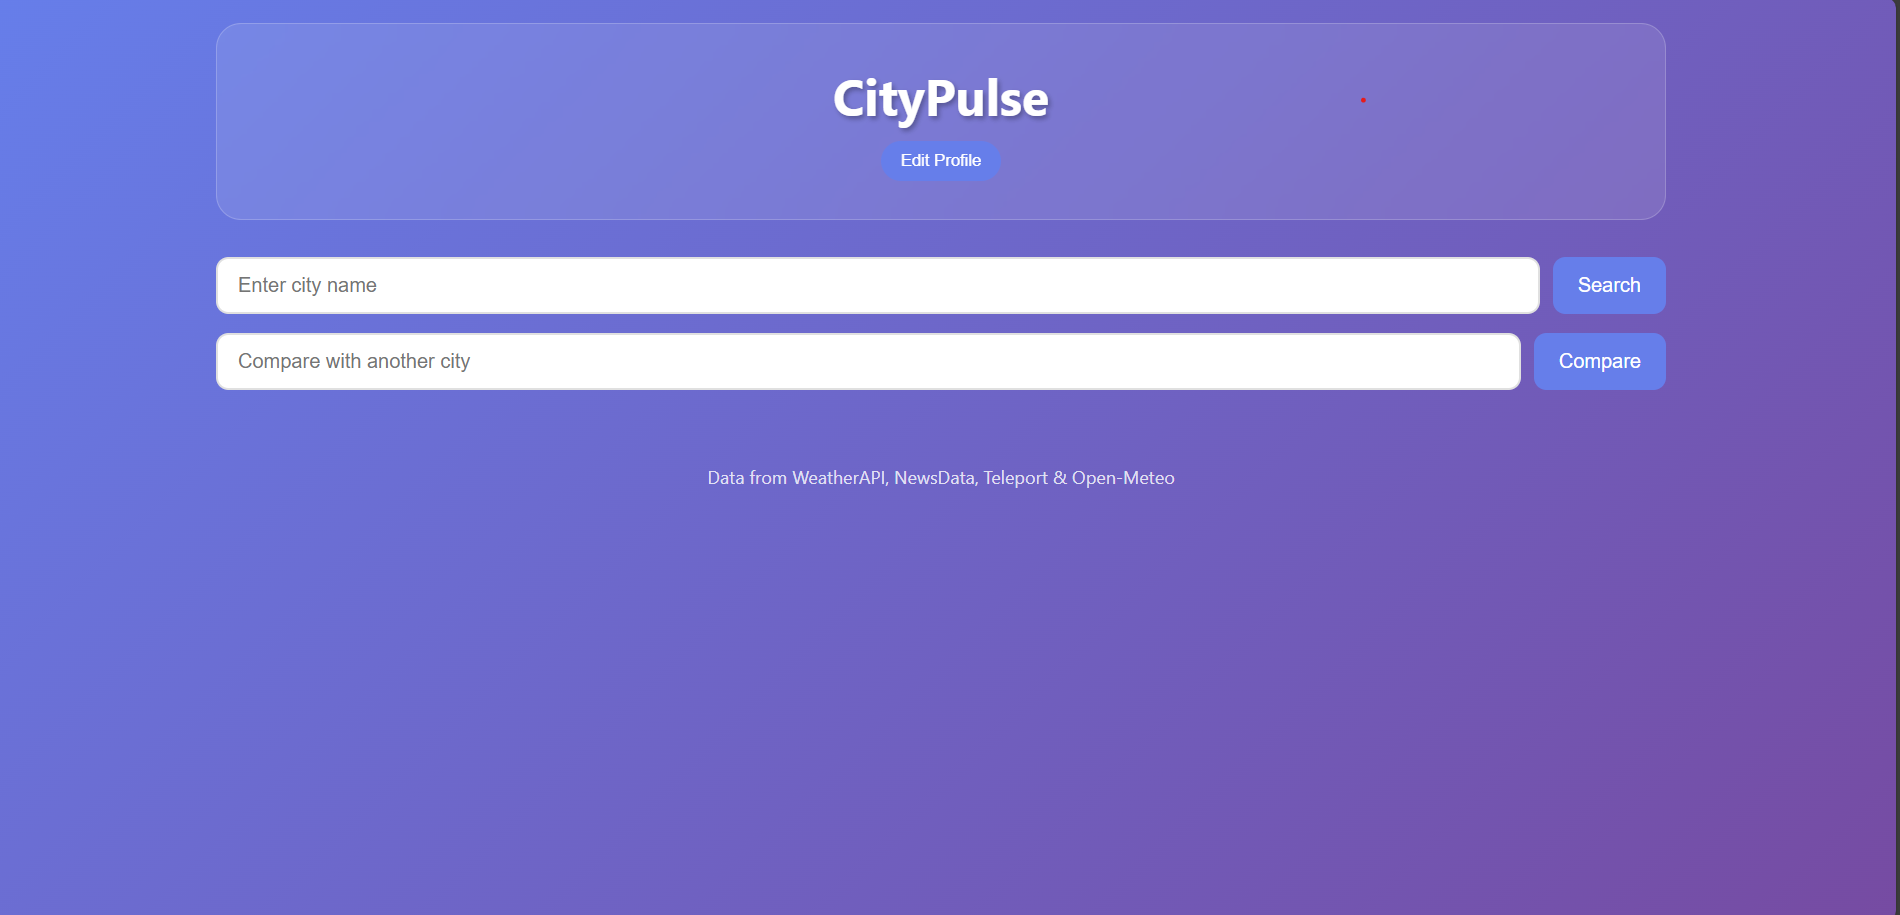 CityPulse
Edit Profile
Enter city name
Search
Compare with another city
Compare
Data from WeatherAPI, NewsData, Teleport & Open-Meteo